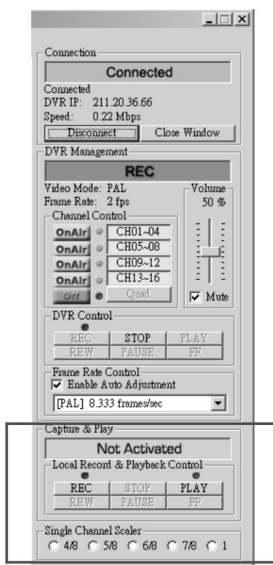 Connection
Connected
Connected
DVR IP: 211.20.36.66
Speed: 0.22 Mbps
Disconnect Close Window
DVR Management
REC
Video Mode: PAL
Frame Rate: 2 fps
Volume
50 %
Channel Control
OnAir CH01~04
OnAir CH05~08
OnAir CH09~12
OnAir CH13~16
Off Quad
Mute
DVR Control
REC STOP PLAY
REW PAUSE FF
Frame Rate Control
Enable Auto Adjustment
[PAL] 8.333 frames/sec
Capture & Play
Not Activated
Local Record & Playback Control
REC STOP PLAY
REW PAUSE FF
Single Channel Scaler
4/8 5/8 6/8 7/8 1